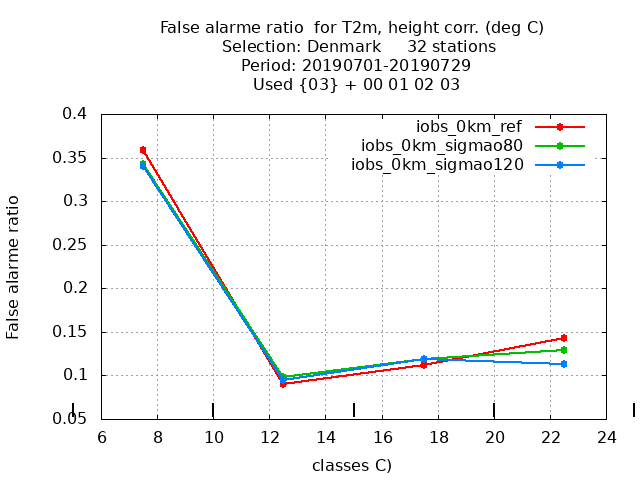 False alarme ratio  for T2m, height corr. (deg C)
Selection: Denmark     32 stations
Period: 20190701-20190729
Used {03} + 00 01 02 03
iobs_0km_ref
iobs_0km_sigmao80
iobs_0km_sigmao120
False alarme ratio
0.4
0.35
0.3
0.25
0.2
0.15
0.1
0.05
6 8 10 12 14 16 18 20 22 24
classes C)